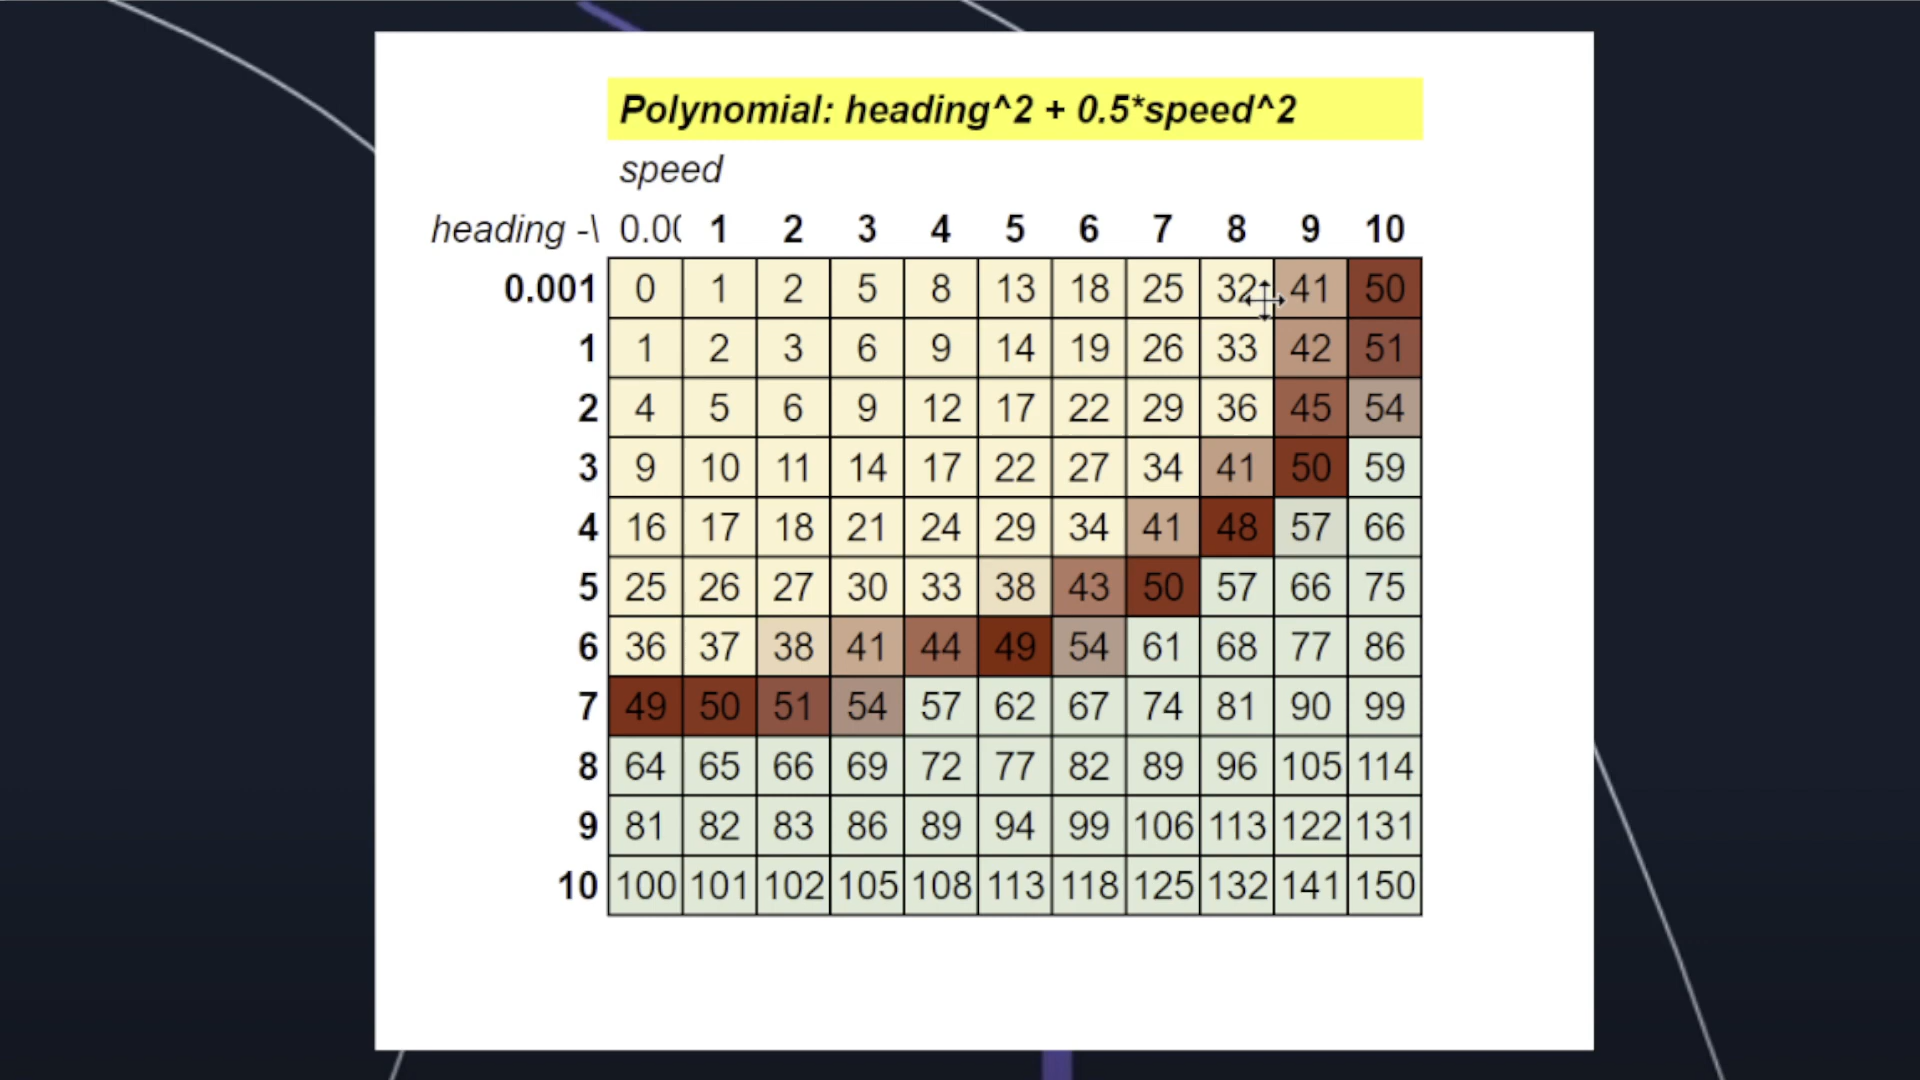 Polynomial: heading^2 + 0.5*speed^2
speed
heading -\ 0.00 1 2 3 4 5 6 7 8 9 10
0.001 0 1 2 5 8 13 18 25 32 41 50
1 1 2 3 6 9 14 19 26 33 42 51
2 4 5 6 9 12 17 22 29 36 45 54
3 9 10 11 14 17 22 27 34 41 50 59
4 16 17 18 21 24 29 34 41 48 57 66
5 25 26 27 30 33 38 43 50 57 66 75
6 36 37 38 41 44 49 54 61 68 77 86
7 49 50 51 54 57 62 67 74 81 90 99
8 64 65 66 69 72 77 82 89 96 105 114
9 81 82 83 86 89 94 99 106 113 122 131
10 100 101 102 105 108 113 118 125 132 141 150